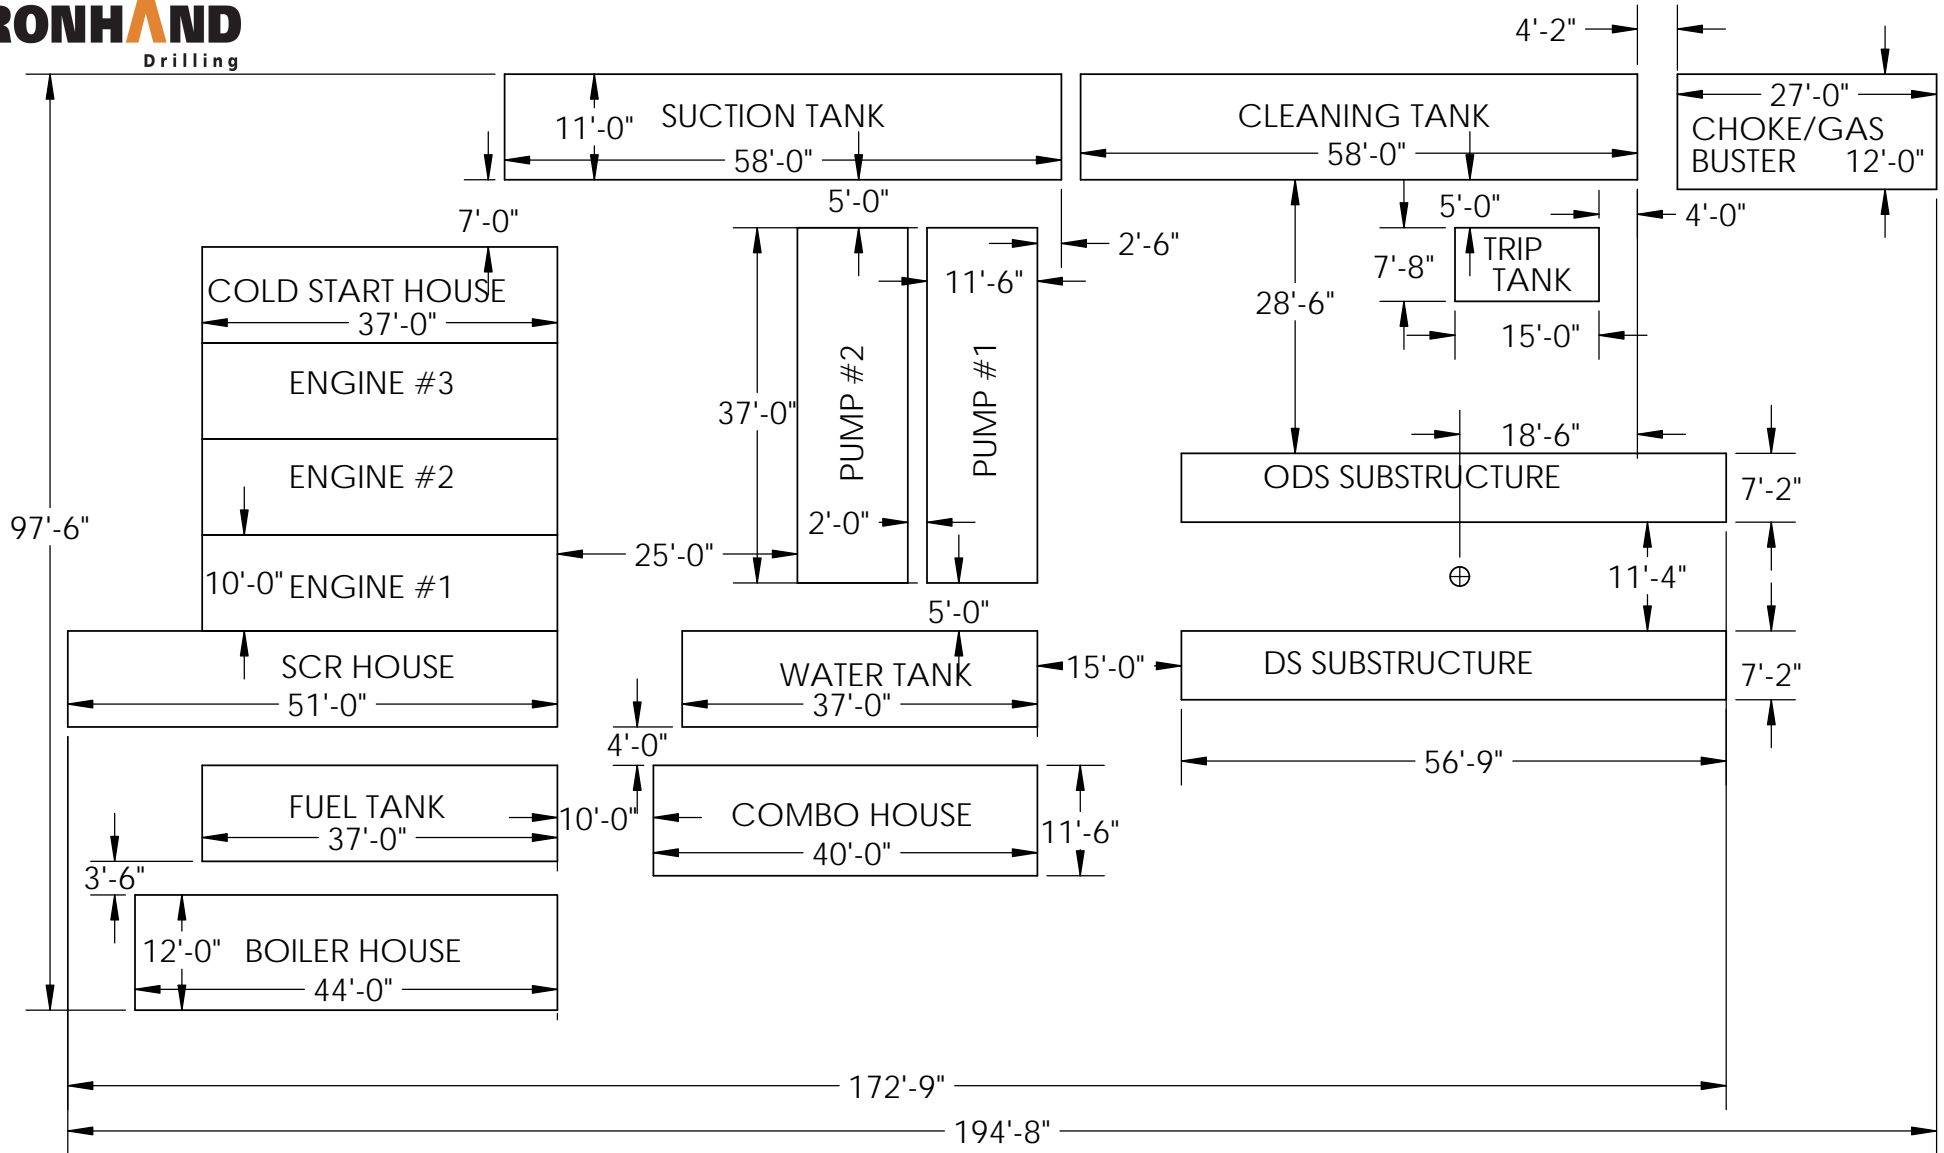 RONHAND
Drilling
4'-2"
SUCTION TANK
11'-0"
58'-0"
CLEANING TANK
58'-0"
27'-0"
CHOKE/GAS
BUSTER 12'-0"
5'-0"
5'-0"
4'-0"
7'-0"
2'-6"
COLD START HOUSE
37'-0"
11'-6"
28'-6"
7'-8"
TRIP
TANK
15'-0"
ENGINE #3
ENGINE #2
ENGINE #1
10'-0"
37'-0"
PUMP #2
PUMP #1
2'-0"
25'-0"
97'-6"
18'-6"
ODS SUBSTRUCTURE
7'-2"
11'-4"
5'-0"
SCR HOUSE
51'-0"
WATER TANK
37'-0"
15'-0"
DS SUBSTRUCTURE
7'-2"
56'-9"
4'-0"
FUEL TANK
37'-0"
10'-0"
COMBO HOUSE
40'-0"
11'-6"
3'-6"
12'-0"
BOILER HOUSE
44'-0"
172'-9"
194'-8"